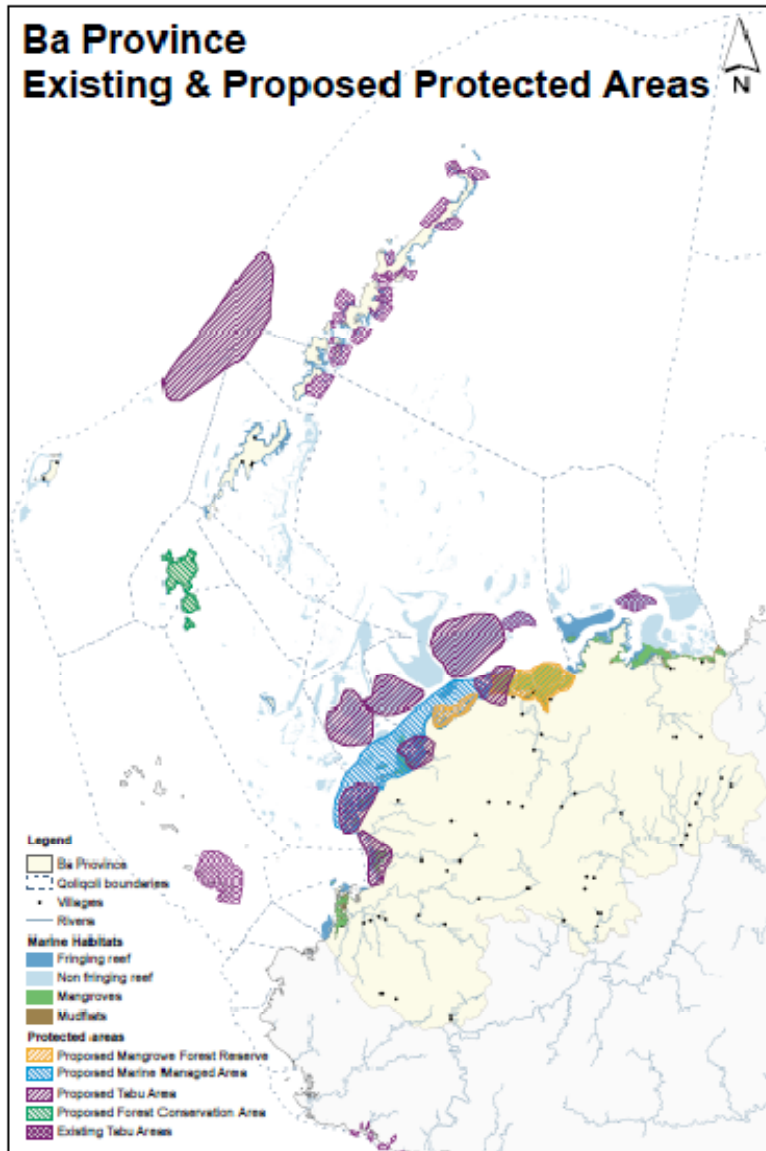 Ba Province
Existing & Proposed Protected Areas
N
Legend
Ba Province
Qoliqoli boundaries
Villages
Rivers
Marine Habitats
Fringing reef
Non fringing reef
Mangroves
Mudflats
Protected areas
Proposed Mangrove Forest Reserve
Proposed Marine Managed Area
Proposed Tabu Area
Proposed Forest Conservation Area
Existing Tabu Areas